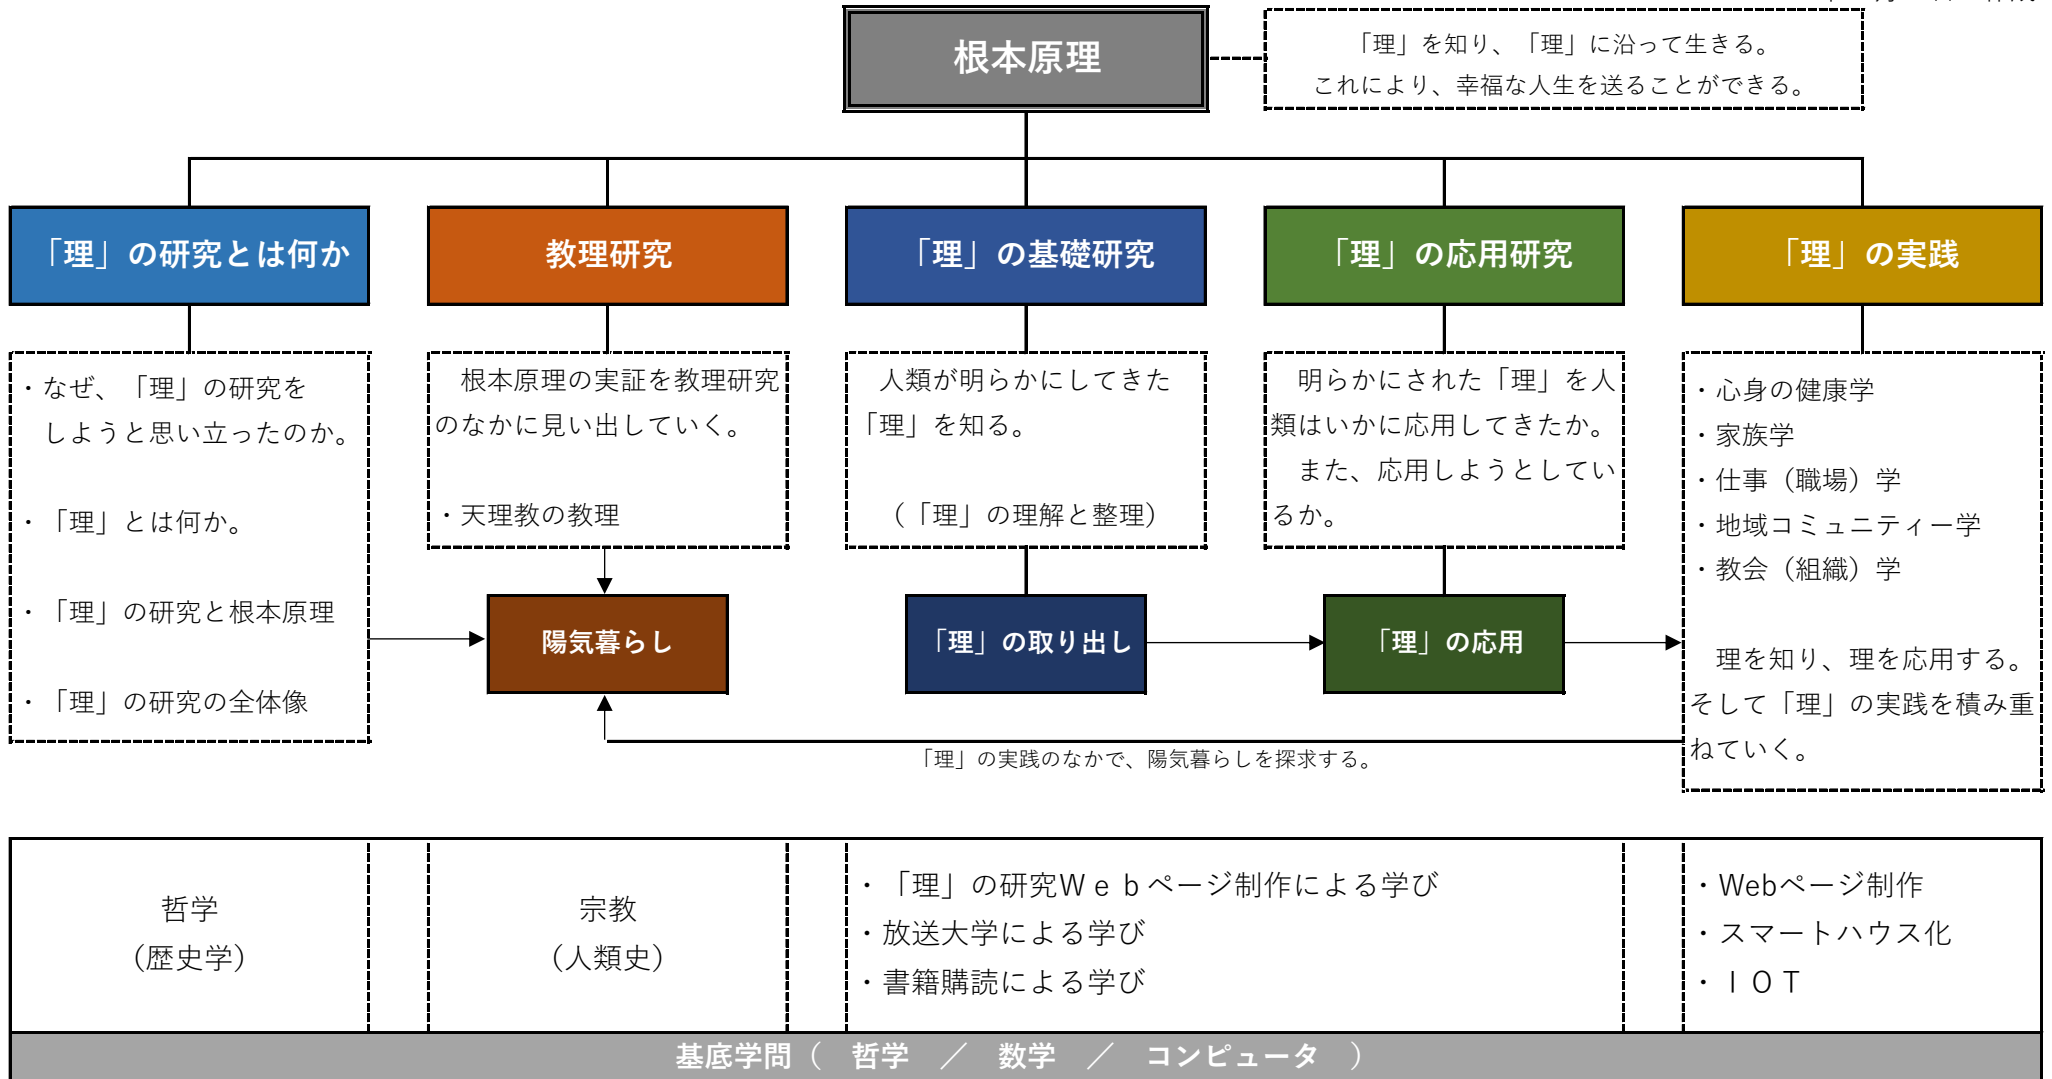 根本原理
「理」を知り、「理」に沿って生きる。
これにより、幸福な人生を送ることができる。
「理」の研究とは何か
教理研究
「理」の基礎研究
「理」の応用研究
「理」の実践
・なぜ、「理」の研究を
しようと思い立ったのか。
・「理」とは何か。
・「理」の研究と根本原理
・「理」の研究の全体像
根本原理の実証を教理研究
のなかに見い出していく。
・天理教の教理
陽気暮らし
人類が明らかにしてきた
「理」を知る。
（「理」の理解と整理）
「理」の取り出し
明らかにされた「理」を人
類はいかに応用してきたか。
また、応用しようとしてい
るか。
「理」の応用
・心身の健康学
・家族学
・仕事（職場）学
・地域コミュニティー学
・教会（組織）学
理を知り、理を応用する。
そして「理」の実践を積み重
ねていく。
「理」の実践のなかで、陽気暮らしを探求する。
哲学
（歴史学）
宗教
（人類史）
・「理」の研究Ｗｅｂページ制作による学び
・放送大学による学び
・書籍購読による学び
・Webページ制作
・スマートハウス化
・ＩＯＴ
基底学問（　哲学　／　数学　／　コンピュータ　）